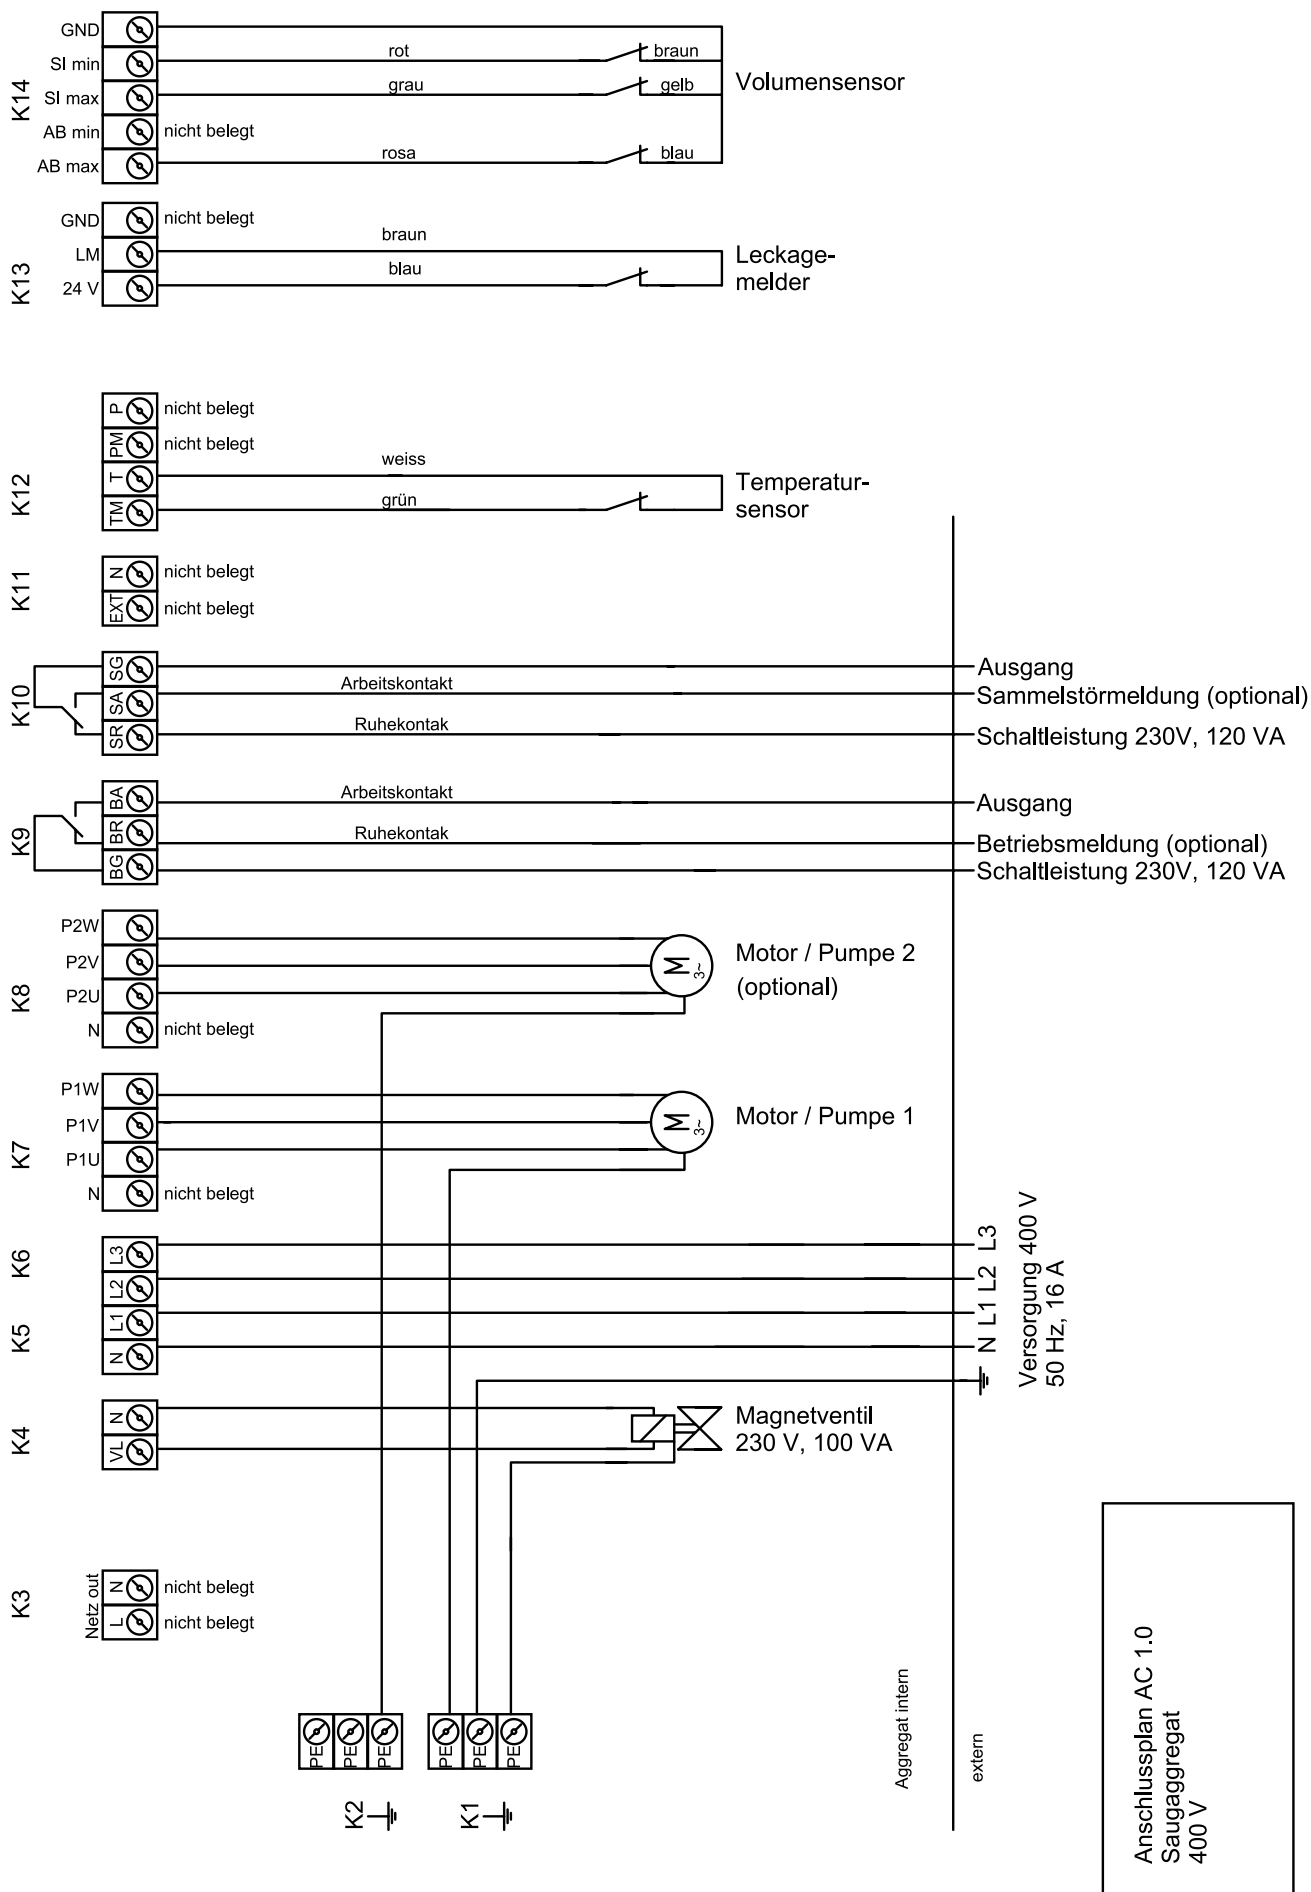 K14
GND
SI min
rot
braun
SI max
grau
gelb
Volumensensor
AB min
nicht belegt
AB max
rosa
blau
K13
GND
nicht belegt
LM
braun
24 V
blau
Leckage-
melder
K12
P
nicht belegt
PM
nicht belegt
T
weiss
TM
grün
Temperatur-
sensor
K11
N
nicht belegt
EXT
nicht belegt
K10
SG
Ausgang
SA
Arbeitskontakt
Sammelstörmeldung (optional)
SR
Ruhekontak
Schaltleistung 230V, 120 VA
K9
BA
Arbeitskontakt
Ausgang
BR
Ruhekontak
Betriebsmeldung (optional)
BG
Schaltleistung 230V, 120 VA
K8
P2W
P2V
P2U
N
nicht belegt
M
3~
Motor / Pumpe 2
(optional)
K7
P1W
P1V
P1U
N
nicht belegt
M
3~
Motor / Pumpe 1
K6
L3
L2
K5
L1
N
L3
L2
L1
N
Versorgung 400 V
50 Hz, 16 A
K4
N
VL
Magnetventil
230 V, 100 VA
K3
Netz out
N
nicht belegt
L
nicht belegt
PE
PE
PE
PE
PE
PE
K2
K1
Aggregat intern
extern
Anschlussplan AC 1.0
Saugaggregat
400 V